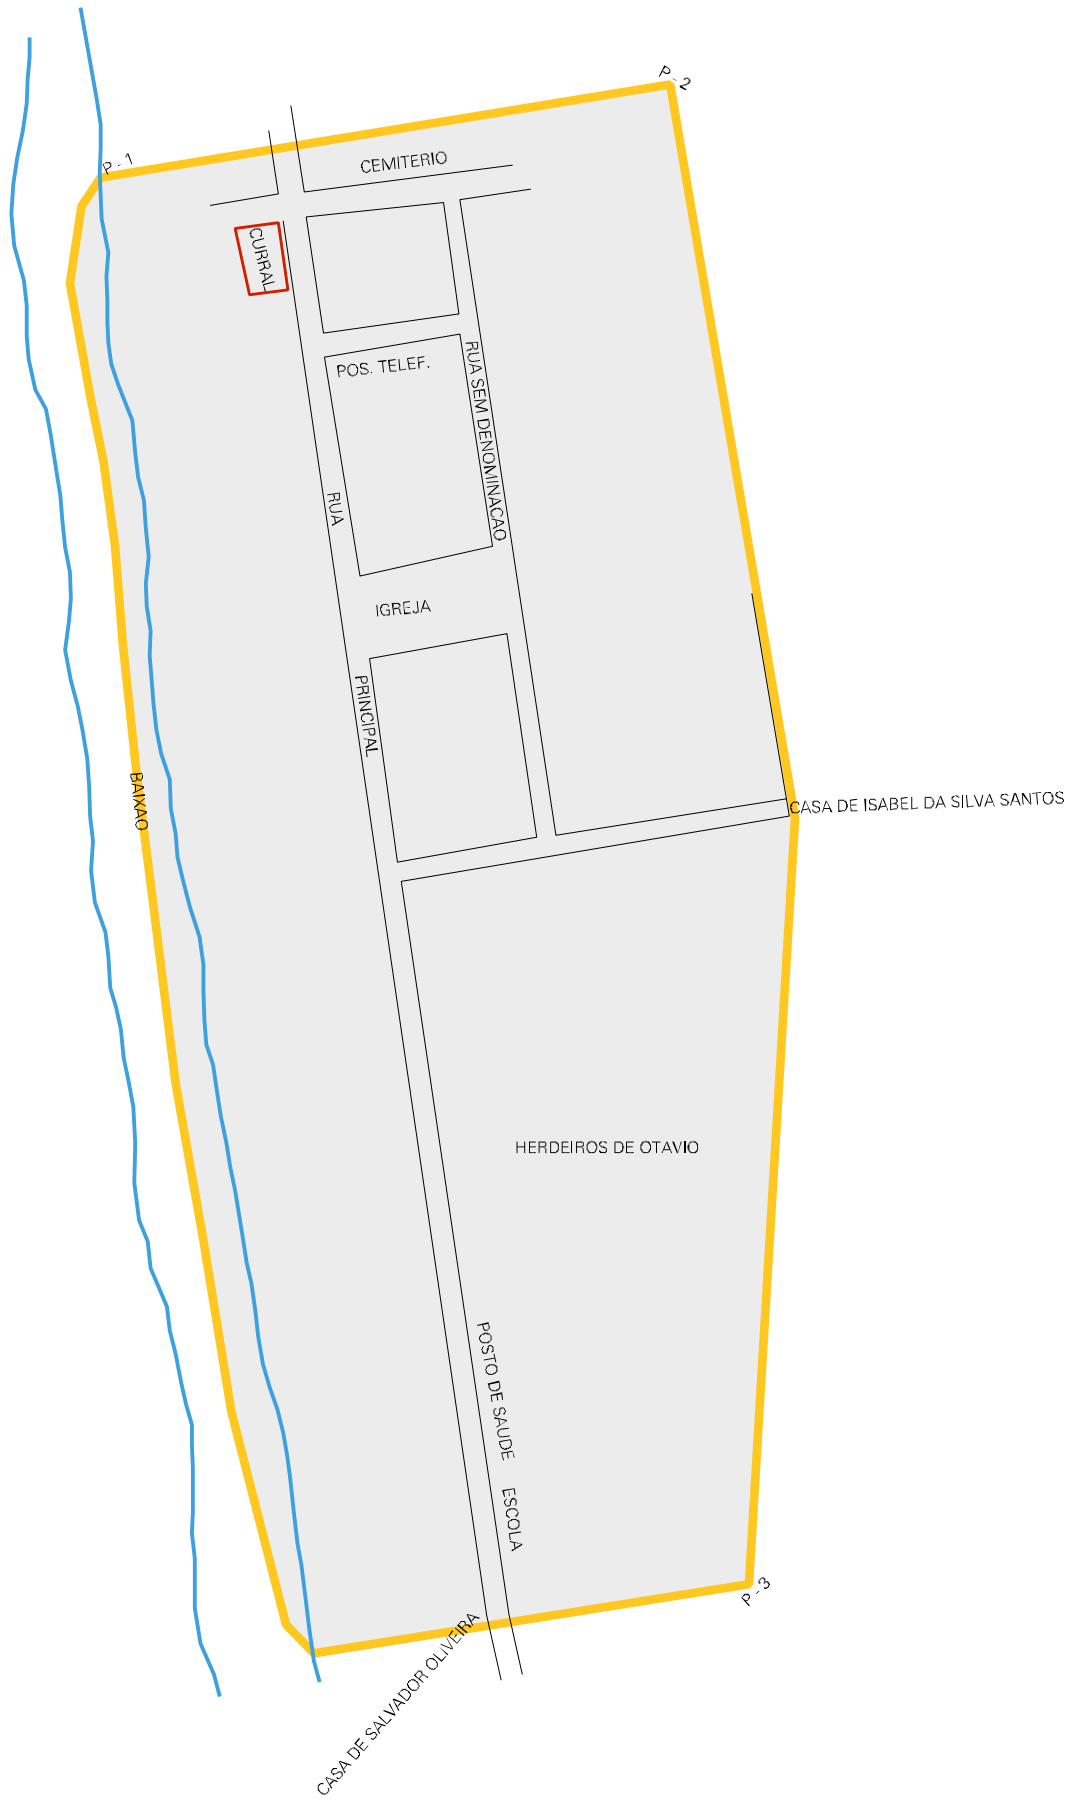 P - 2
P - 1
CEMITERIO
CURRAL
POS. TELEF.
RUA SEM DENOMINACAO
RUA
IGREJA
PRINCIPAL
BAIXAO
CASA DE ISABEL DA SILVA SANTOS
HERDEIROS DE OTAVIO
POSTO DE SAUDE
ESCOLA
P - 3
CASA DE SALVADOR OLIVEIRA